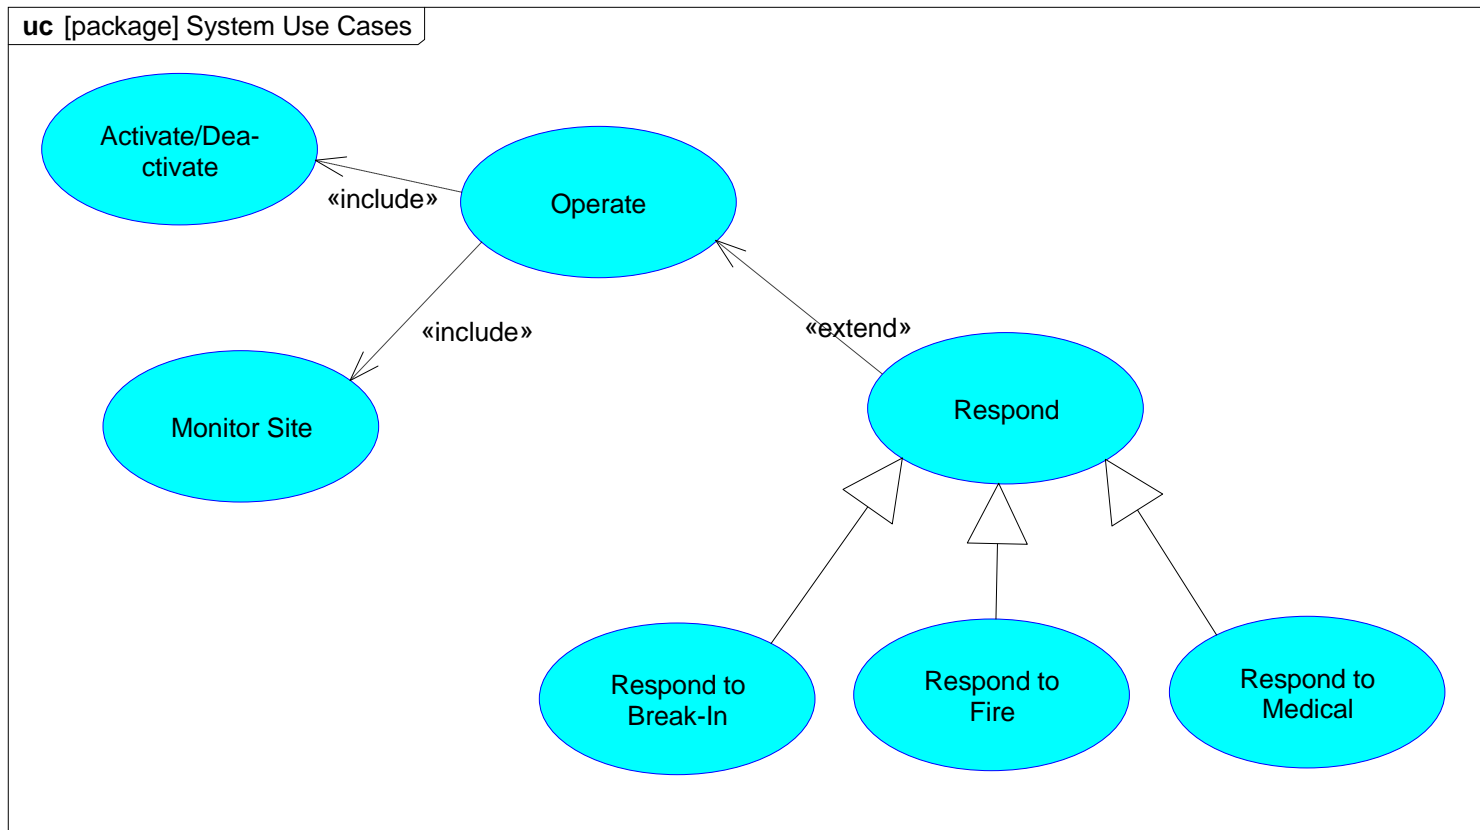 uc [package] System Use Cases
Activate/Dea-
ctivate
«include»
Operate
«include»
«extend»
Monitor Site
Respond
Respond to
Break-In
Respond to
Fire
Respond to
Medical